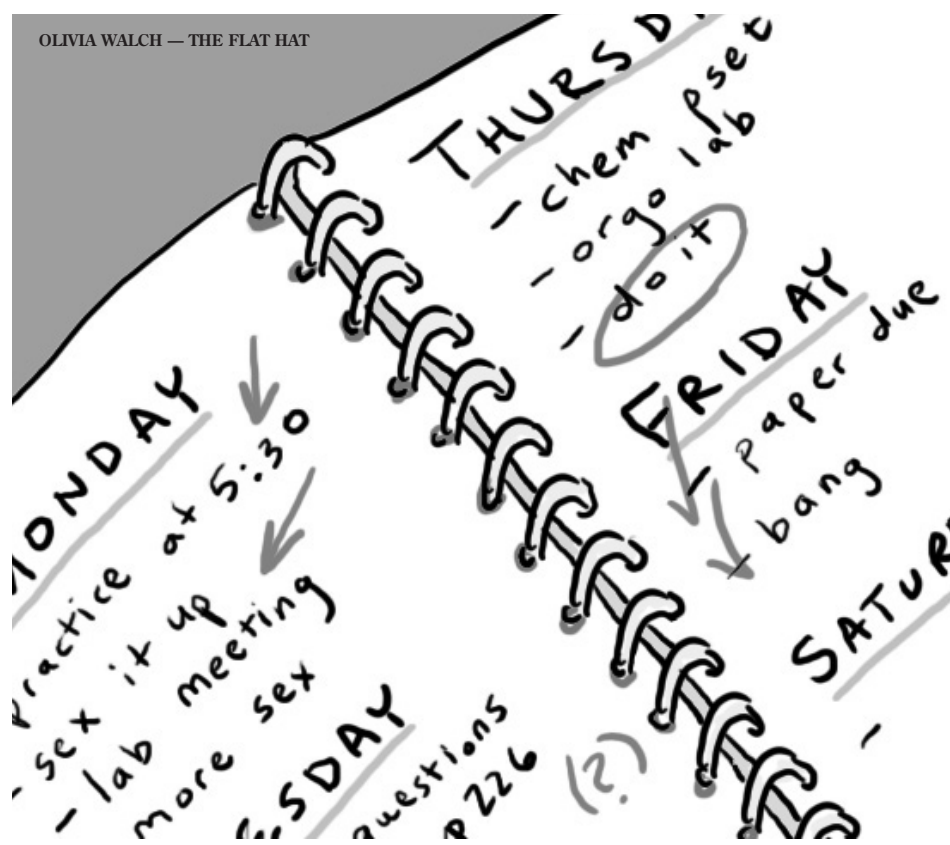 OLIVIA WALCH — THE FLAT HAT
MONDAY
practice at 5:30
- sex it up
- lab meeting
more sex
questions
p 226
(?)
THURSD
- chem pset
- orgo lab
- do it
FRIDAY
- paper due
- bang
SATUR
-